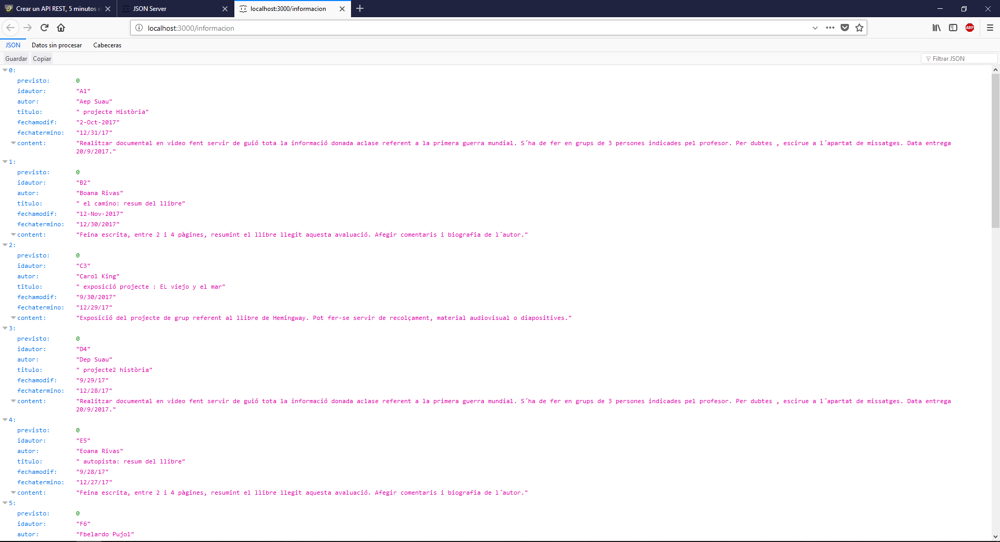 Crear un API REST, 5 minutos
JSON Server
localhost:3000/informacion
localhost:3000/informacion
ABP
JSON Datos sin procesar Cabeceras
Guardar Copiar Filtrar JSON
0:
previsto: 0
idautor: "A1"
autor: "Aep Suau"
titulo: " projecte Història"
fechamodif: "2-Oct-2017"
fechatermino: "12/31/17"
content: "Realitzar documental en video fent servir de guió tota la informació donada aclase referent a la primera guerra mundial. S´ha de fer en grups de 3 persones indicades pel profesor. Per dubtes , escirue a l´apartat de missatges. Data entrega
20/9/2017."
1:
previsto: 0
idautor: "B2"
autor: "Boana Rivas"
titulo: " el camino: resum del llibre"
fechamodif: "12-Nov-2017"
fechatermino: "12/30/2017"
content: "Feina escrita, entre 2 i 4 pàgines, resumint el llibre llegit aquesta avaluació. Afegir comentaris i biografia de l´autor."
2:
previsto: 0
idautor: "C3"
autor: "Carol King"
titulo: " exposició projecte : EL viejo y el mar"
fechamodif: "9/30/2017"
fechatermino: "12/29/17"
content: "Exposició del projecte de grup referent al llibre de Hemingway. Pot fer-se servir de recolçament, material audiovisual o diapositives."
3:
previsto: 0
idautor: "D4"
autor: "Dep Suau"
titulo: " projecte2 història"
fechamodif: "9/29/17"
fechatermino: "12/28/17"
content: "Realitzar documental en video fent servir de guió tota la informació donada aclase referent a la primera guerra mundial. S´ha de fer en grups de 3 persones indicades pel profesor. Per dubtes , escirue a l´apartat de missatges. Data entrega
20/9/2017."
4:
previsto: 0
idautor: "E5"
autor: "Eoana Rivas"
titulo: " autopista: resum del llibre"
fechamodif: "9/28/17"
fechatermino: "12/27/17"
content: "Feina escrita, entre 2 i 4 pàgines, resumint el llibre llegit aquesta avaluació. Afegir comentaris i biografia de l´autor."
5:
previsto: 0
idautor: "F6"
autor: "Fbelardo Pujol"